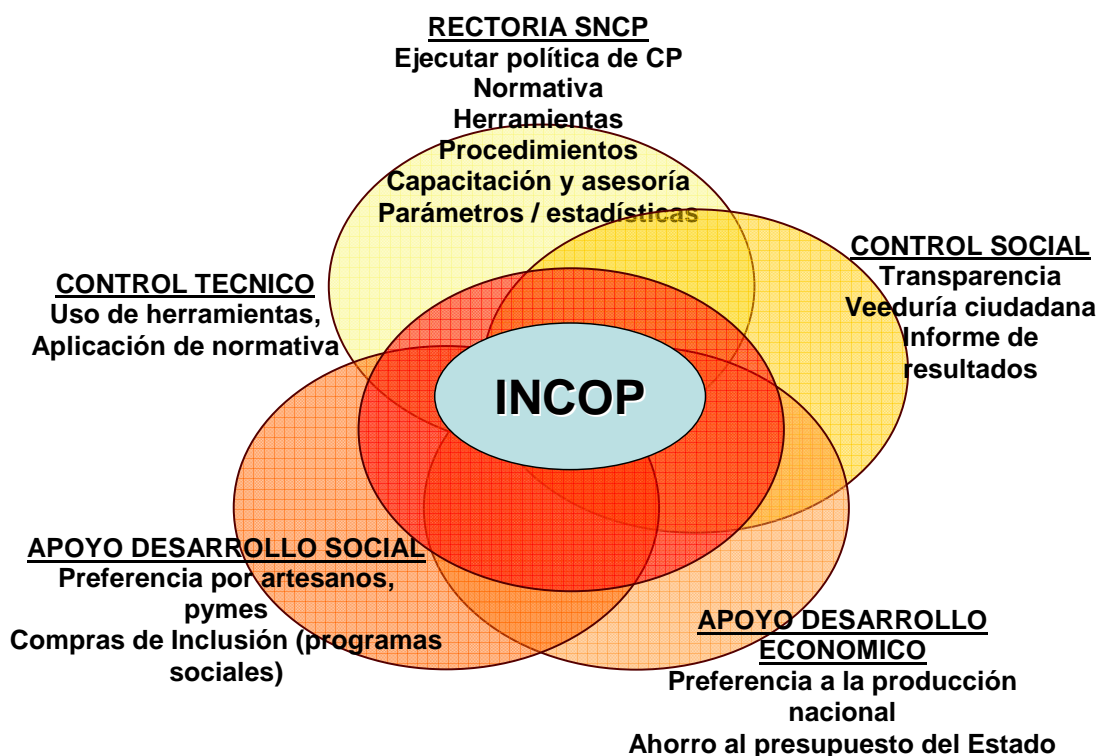 RECTORIA SNCP
Ejecutar política de CP
Normativa
Herramientas
Procedimientos
Capacitación y asesoría
Parámetros / estadísticas
CONTROL SOCIAL
Transparencia
Veeduría ciudadana
Informe de
resultados
CONTROL TECNICO
Uso de herramientas,
Aplicación de normativa
INCOP
APOYO DESARROLLO SOCIAL
Preferencia por artesanos,
pymes
Compras de Inclusión (programas
sociales)
APOYO DESARROLLO
ECONOMICO
Preferencia a la producción
nacional
Ahorro al presupuesto del Estado